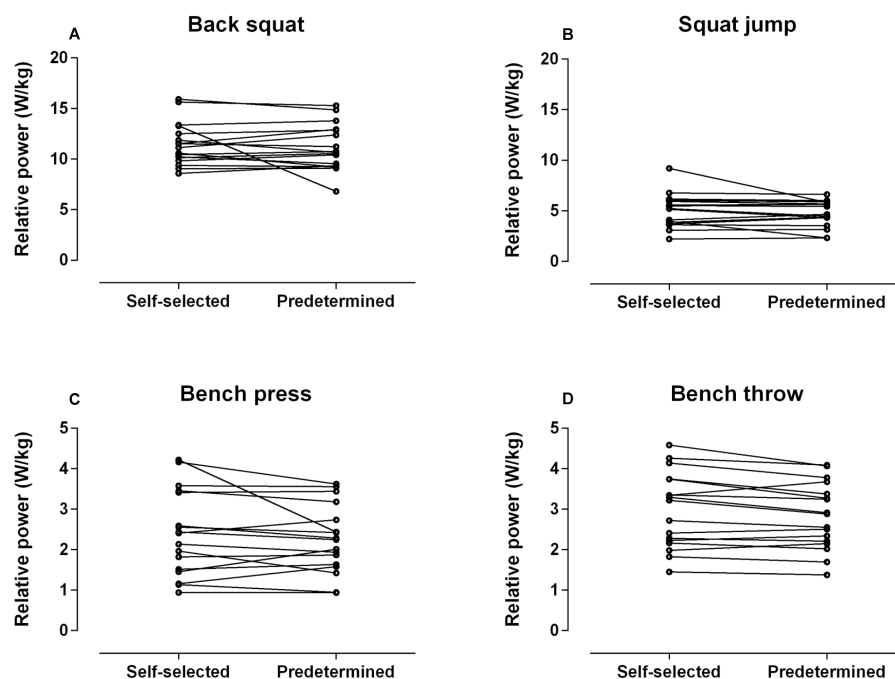 A
Back squat
Relative power (W/kg)
20
15
10
5
0
Self-selected
Predetermined
B
Squat jump
Relative power (W/kg)
20
15
10
5
0
Self-selected
Predetermined
C
Bench press
Relative power (W/kg)
5
4
3
2
1
0
Self-selected
Predetermined
D
Bench throw
Relative power (W/kg)
5
4
3
2
1
0
Self-selected
Predetermined